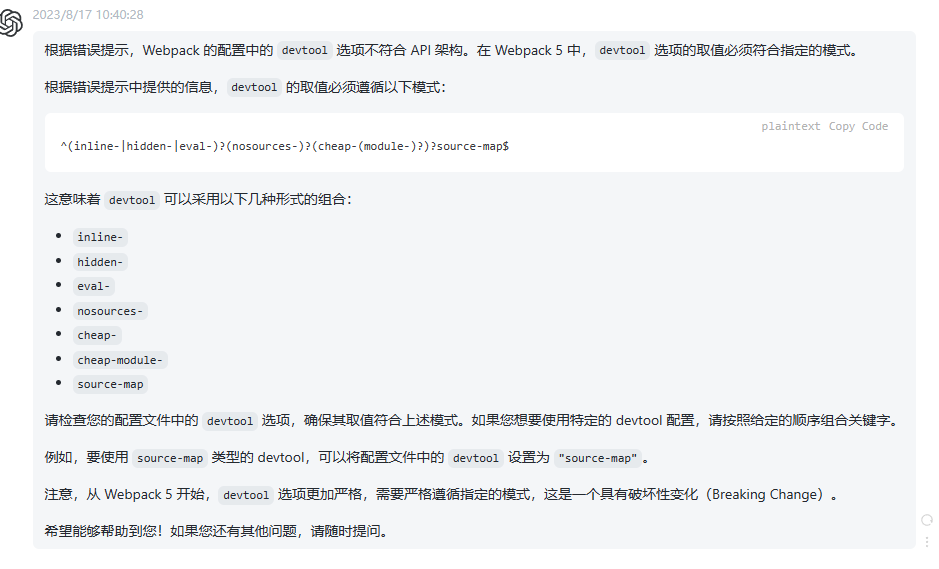 2023/8/17 10:40:28
根据错误提示，Webpack 的配置中的 devtool 选项不符合 API 架构。在 Webpack 5 中，devtool 选项的取值必须符合指定的模式。
根据错误提示中提供的信息，devtool 的取值必须遵循以下模式：
plaintext Copy Code
^(inline-|hidden-|eval-)?(nosources-)?(cheap-(module-)?)?source-map$
这意味着 devtool 可以采用以下几种形式的组合：
• inline-
• hidden-
• eval-
• nosources-
• cheap-
• cheap-module-
• source-map
请检查您的配置文件中的 devtool 选项，确保其取值符合上述模式。如果您想要使用特定的 devtool 配置，请按照给定的顺序组合关键字。
例如，要使用 source-map 类型的 devtool，可以将配置文件中的 devtool 设置为 "source-map"。
注意，从 Webpack 5 开始，devtool 选项更加严格，需要严格遵循指定的模式，这是一个具有破坏性变化（Breaking Change）。
希望能够帮助到您！如果您还有其他问题，请随时提问。